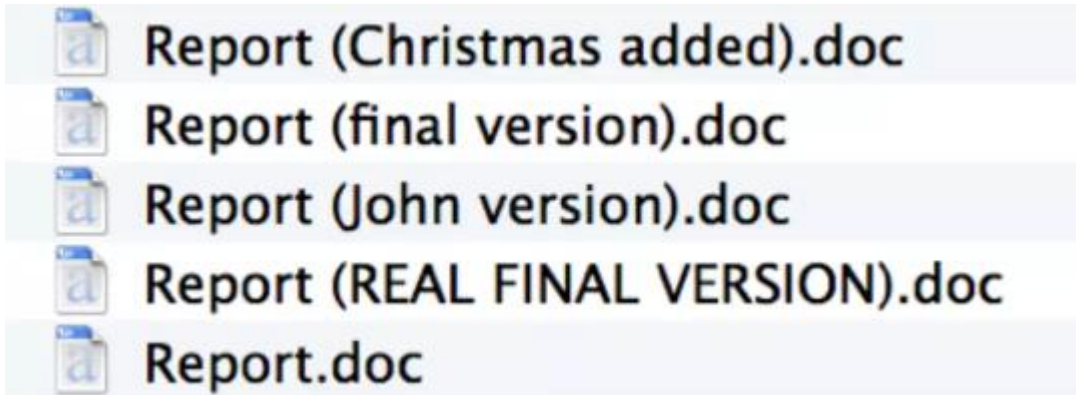 Report (Christmas added).doc
Report (final version).doc
Report (John version).doc
Report (REAL FINAL VERSION).doc
Report.doc